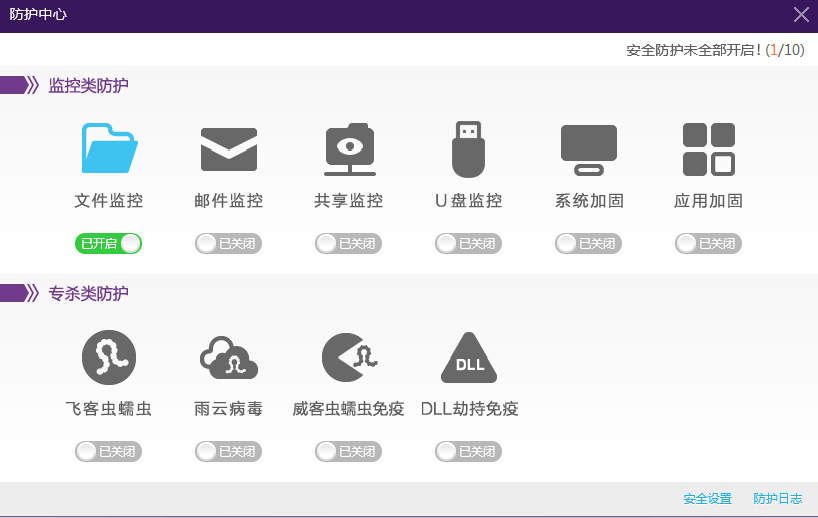 防护中心
安全防护未全部开启! (1/10)
监控类防护
文件监控 邮件监控 共享监控 U盘监控 系统加固 应用加固
已开启 已关闭 已关闭 已关闭 已关闭 已关闭
专杀类防护
DLL
飞客虫蠕虫 雨云病毒 威客虫蠕虫免疫 DLL劫持免疫
已关闭 已关闭 已关闭 已关闭
安全设置 防护日志